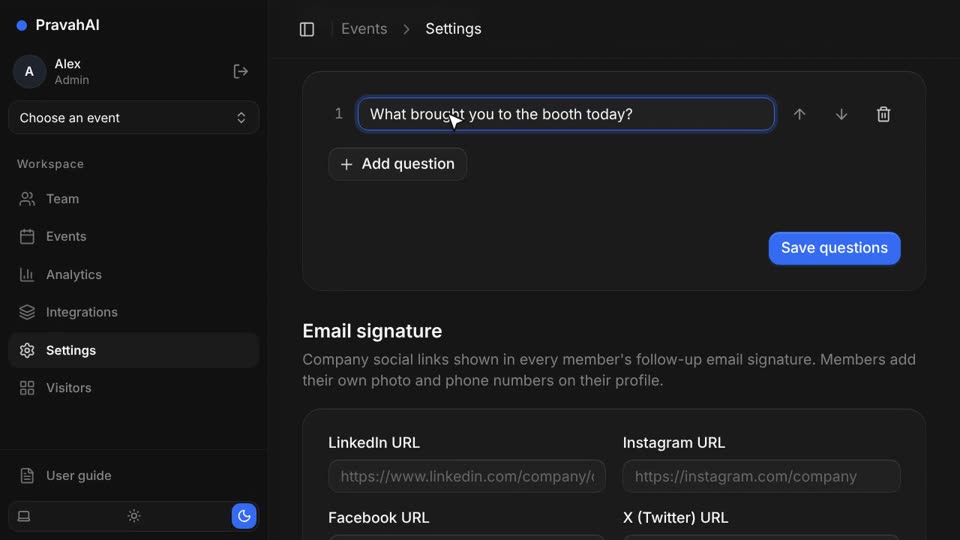 PravahAI
Events
Settings
A
Alex
Admin
Choose an event
Workspace
Team
Events
Analytics
Integrations
Settings
Visitors
User guide
1
What brought you to the booth today?
Add question
Save questions
Email signature
Company social links shown in every member's follow-up email signature. Members add
their own photo and phone numbers on their profile.
LinkedIn URL
Instagram URL
https://www.linkedin.com/company/
https://instagram.com/company
Facebook URL
X (Twitter) URL